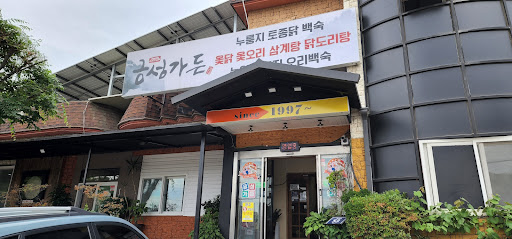 누룽지 토종닭 백숙
금성가든
옻닭 옻오리 삼계탕 닭도리탕
오리백숙
since 1997~